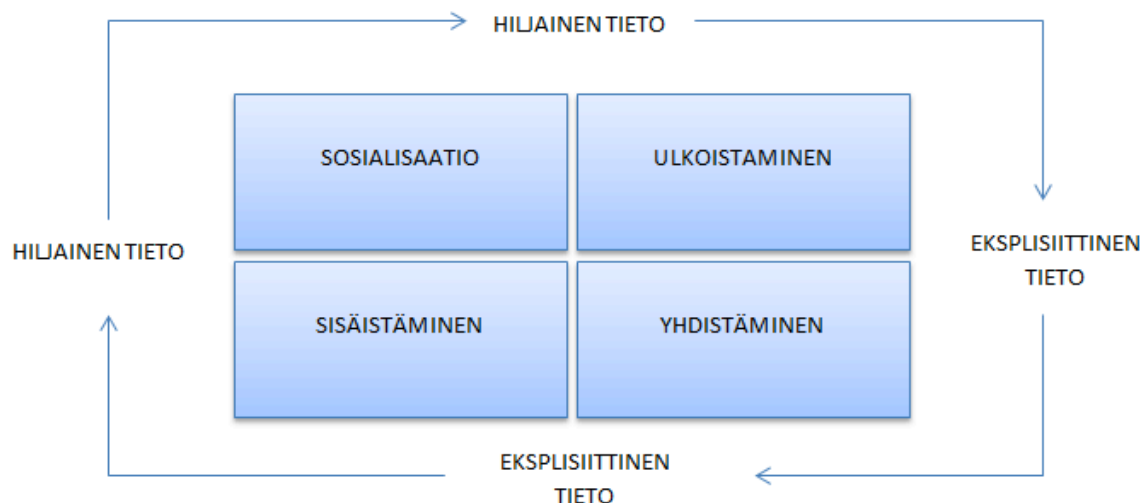 HILJAINEN TIETO
SOSIALISAATIO
ULKOISTAMINEN
HILJAINEN TIETO
EKSPLISIITTINEN
TIETO
SISÄISTÄMINEN
YHDISTÄMINEN
EKSPLISIITTINEN
TIETO